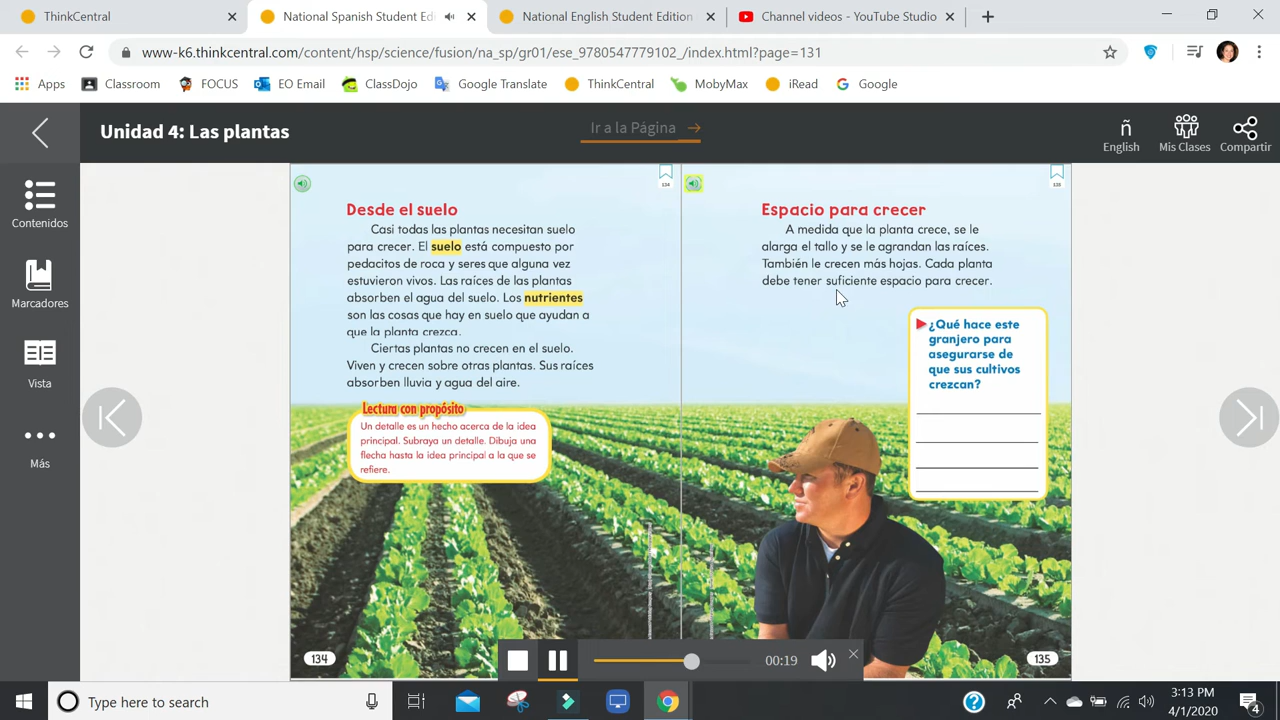 ThinkCentral
National Spanish Student Edi
National English Student Edition
Channel videos - YouTube Studio
www-k6.thinkcentral.com/content/hsp/science/fusion/na_sp/gr01/ese_9780547779102_/index.html?page=131
Apps
Classroom
FOCUS
EO Email
ClassDojo
Google Translate
ThinkCentral
MobyMax
iRead
Google
Unidad 4: Las plantas
Ir a la Página
ñ
English
Mis Clases
Compartir
Contenidos
Marcadores
Vista
Más
134
Desde el suelo
Casi todas las plantas necesitan suelo
para crecer. El suelo está compuesto por
pedacitos de roca y seres que alguna vez
estuvieron vivos. Las raíces de las plantas
absorben el agua del suelo. Los nutrientes
son las cosas que hay en suelo que ayudan a
que la planta crezca.
Ciertas plantas no crecen en el suelo.
Viven y crecen sobre otras plantas. Sus raíces
absorben lluvia y agua del aire.
Lectura con propósito
Un detalle es un hecho acerca de la idea
principal. Subraya un detalle. Dibuja una
flecha hasta la idea principal a la que se
refiere.
134
135
Espacio para crecer
A medida que la planta crece, se le
alarga el tallo y se le agrandan las raíces.
También le crecen más hojas. Cada planta
debe tener suficiente espacio para crecer.
¿Qué hace este
granjero para
asegurarse de
que sus cultivos
crezcan?
135
00:19
Type here to search
3:13 PM
4/1/2020
4